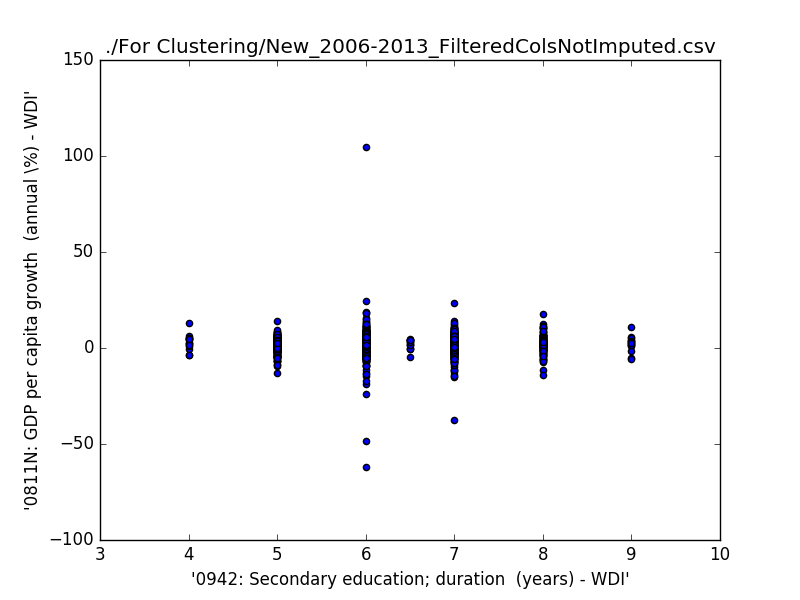 ./For Clustering/New_2006-2013_FilteredColsNotImputed.csv
150
100
50
0
−50
−100
'0811N: GDP per capita growth  (annual \%) - WDI'
3 4 5 6 7 8 9 10
'0942: Secondary education; duration  (years) - WDI'